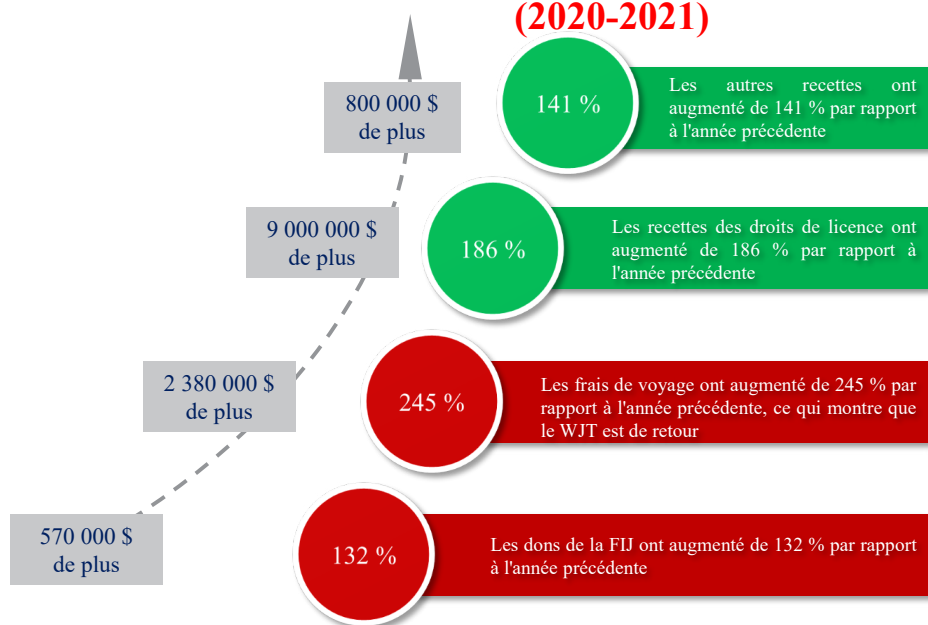 (2020-2021)
800 000 $
de plus
141 %
Les autres recettes ont
augmenté de 141 % par rapport
à l'année précédente
9 000 000 $
de plus
186 %
Les recettes des droits de licence ont
augmenté de 186 % par rapport à
l'année précédente
2 380 000 $
de plus
245 %
Les frais de voyage ont augmenté de 245 % par
rapport à l'année précédente, ce qui montre que
le WJT est de retour
570 000 $
de plus
132 %
Les dons de la FIJ ont augmenté de 132 % par rapport
à l'année précédente